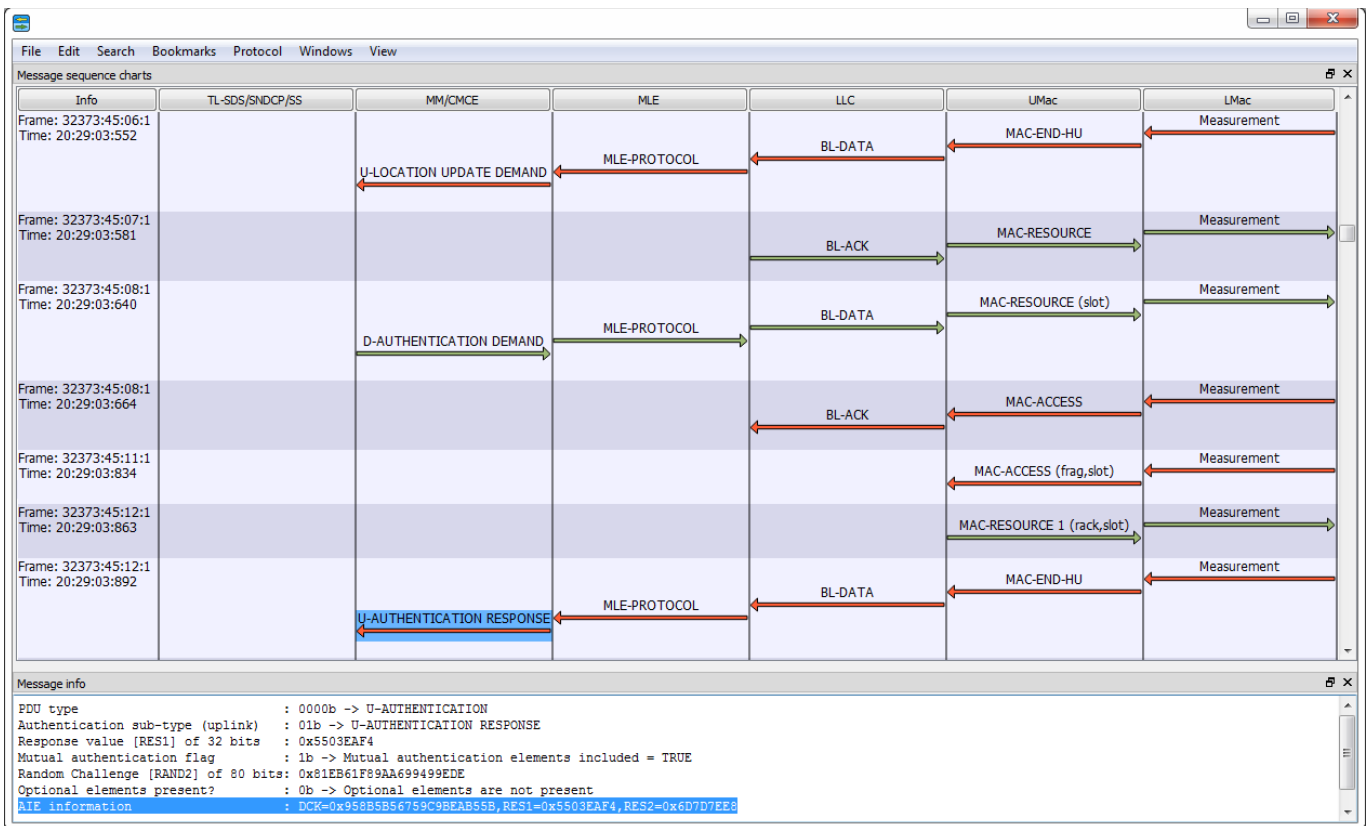 File Edit Search Bookmarks Protocol Windows View
Message sequence charts
Info TL-SDS/SNDCP/SS MM/CMCE MLE LLC UMac LMac
Frame: 32373:45:06:1
Time: 20:29:03:552
Measurement
MAC-END-HU
BL-DATA
MLE-PROTOCOL
U-LOCATION UPDATE DEMAND
Frame: 32373:45:07:1
Time: 20:29:03:581
Measurement
MAC-RESOURCE
BL-ACK
Frame: 32373:45:08:1
Time: 20:29:03:640
Measurement
MAC-RESOURCE (slot)
BL-DATA
MLE-PROTOCOL
D-AUTHENTICATION DEMAND
Frame: 32373:45:08:1
Time: 20:29:03:664
Measurement
MAC-ACCESS
BL-ACK
Frame: 32373:45:11:1
Time: 20:29:03:834
Measurement
MAC-ACCESS (frag,slot)
Frame: 32373:45:12:1
Time: 20:29:03:863
Measurement
MAC-RESOURCE 1 (rack,slot)
Frame: 32373:45:12:1
Time: 20:29:03:892
Measurement
MAC-END-HU
BL-DATA
MLE-PROTOCOL
U-AUTHENTICATION RESPONSE
Message info
PDU type : 0000b -> U-AUTHENTICATION
Authentication sub-type (uplink) : 01b -> U-AUTHENTICATION RESPONSE
Response value [RES1] of 32 bits : 0x5503EAF4
Mutual authentication flag : 1b -> Mutual authentication elements included = TRUE
Random Challenge [RAND2] of 80 bits: 0x81EB61F89AA699499EDE
Optional elements present? : 0b -> Optional elements are not present
AIE information : DCK=0x958B5B56759C9BEAB55B,RES1=0x5503EAF4,RES2=0x6D7D7EE8